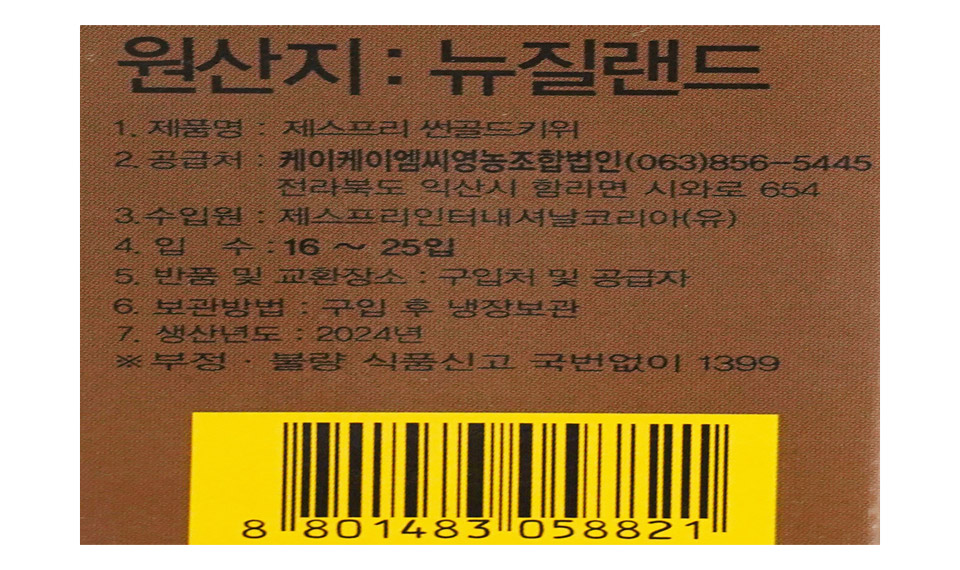 원산지 : 뉴질랜드
1. 제품명 : 제스프리 썬골드키위
2. 공급처 : 케이케이엠씨영농조합법인(063)856-5445
전라북도 익산시 함라면 시와로 654
3.수입원 : 제스프리인터내셔날코리아(유)
4. 입 수 : 16 ~ 25입
5. 반품 및 교환장소 : 구입처 및 공급자
6. 보관방법 : 구입 후 냉장보관
7. 생산년도 : 2024년
※ 부정 · 불량 식품신고 국번없이 1399
8 801483 058821